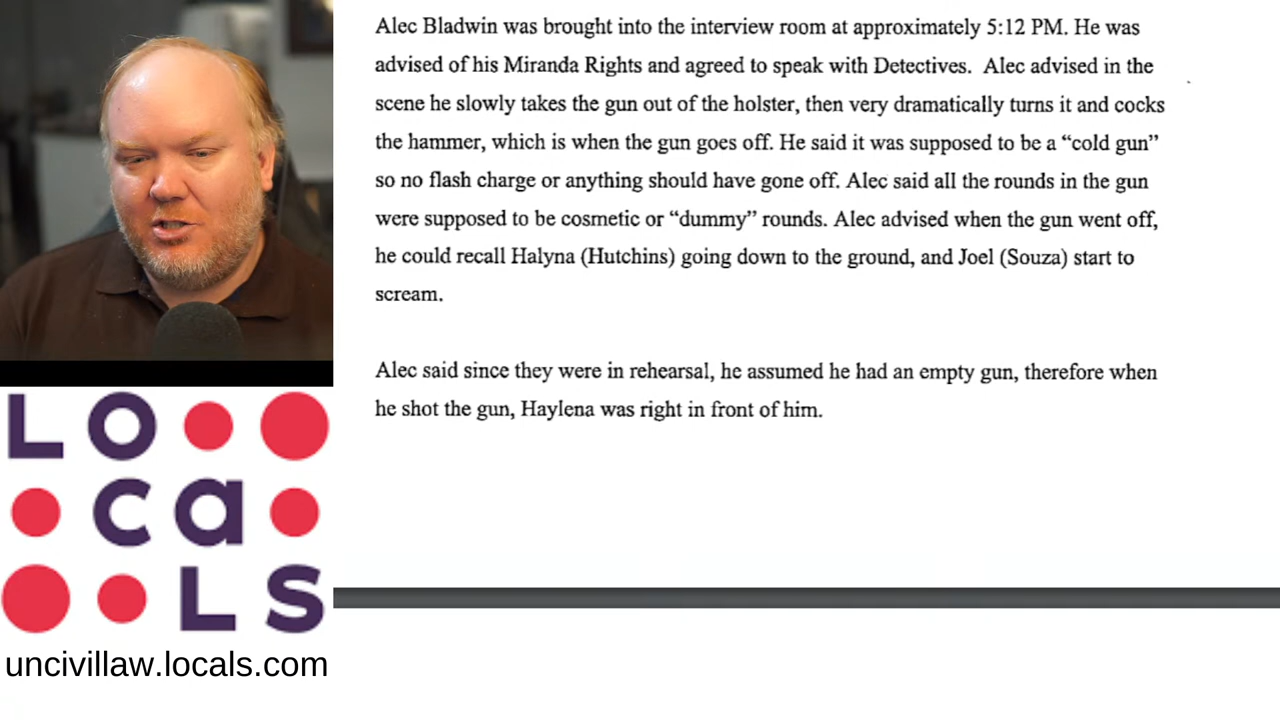 Alec Bladwin was brought into the interview room at approximately 5:12 PM. He was
advised of his Miranda Rights and agreed to speak with Detectives.  Alec advised in the
scene he slowly takes the gun out of the holster, then very dramatically turns it and cocks
the hammer, which is when the gun goes off. He said it was supposed to be a “cold gun”
so no flash charge or anything should have gone off. Alec said all the rounds in the gun
were supposed to be cosmetic or “dummy” rounds. Alec advised when the gun went off,
he could recall Halyna (Hutchins) going down to the ground, and Joel (Souza) start to
scream.
Alec said since they were in rehearsal, he assumed he had an empty gun, therefore when
he shot the gun, Haylena was right in front of him.
LO
ca
LS
uncivillaw.locals.com